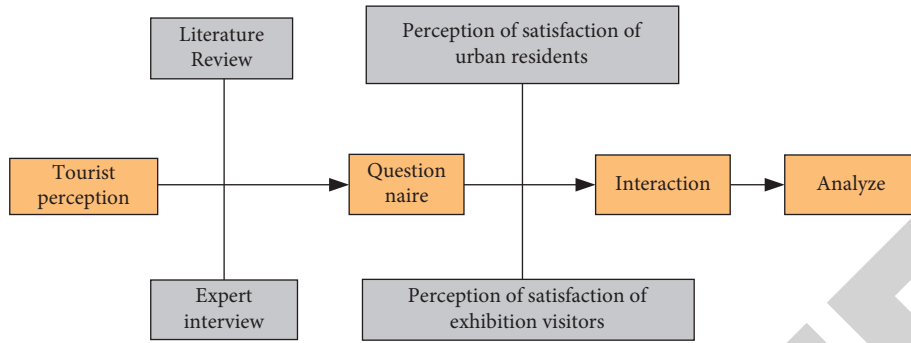 Literature
Review
Perception of satisfaction of
urban residents
Tourist
perception
Question
naire
Interaction
Analyze
Expert
interview
Perception of satisfaction of
exhibition visitors